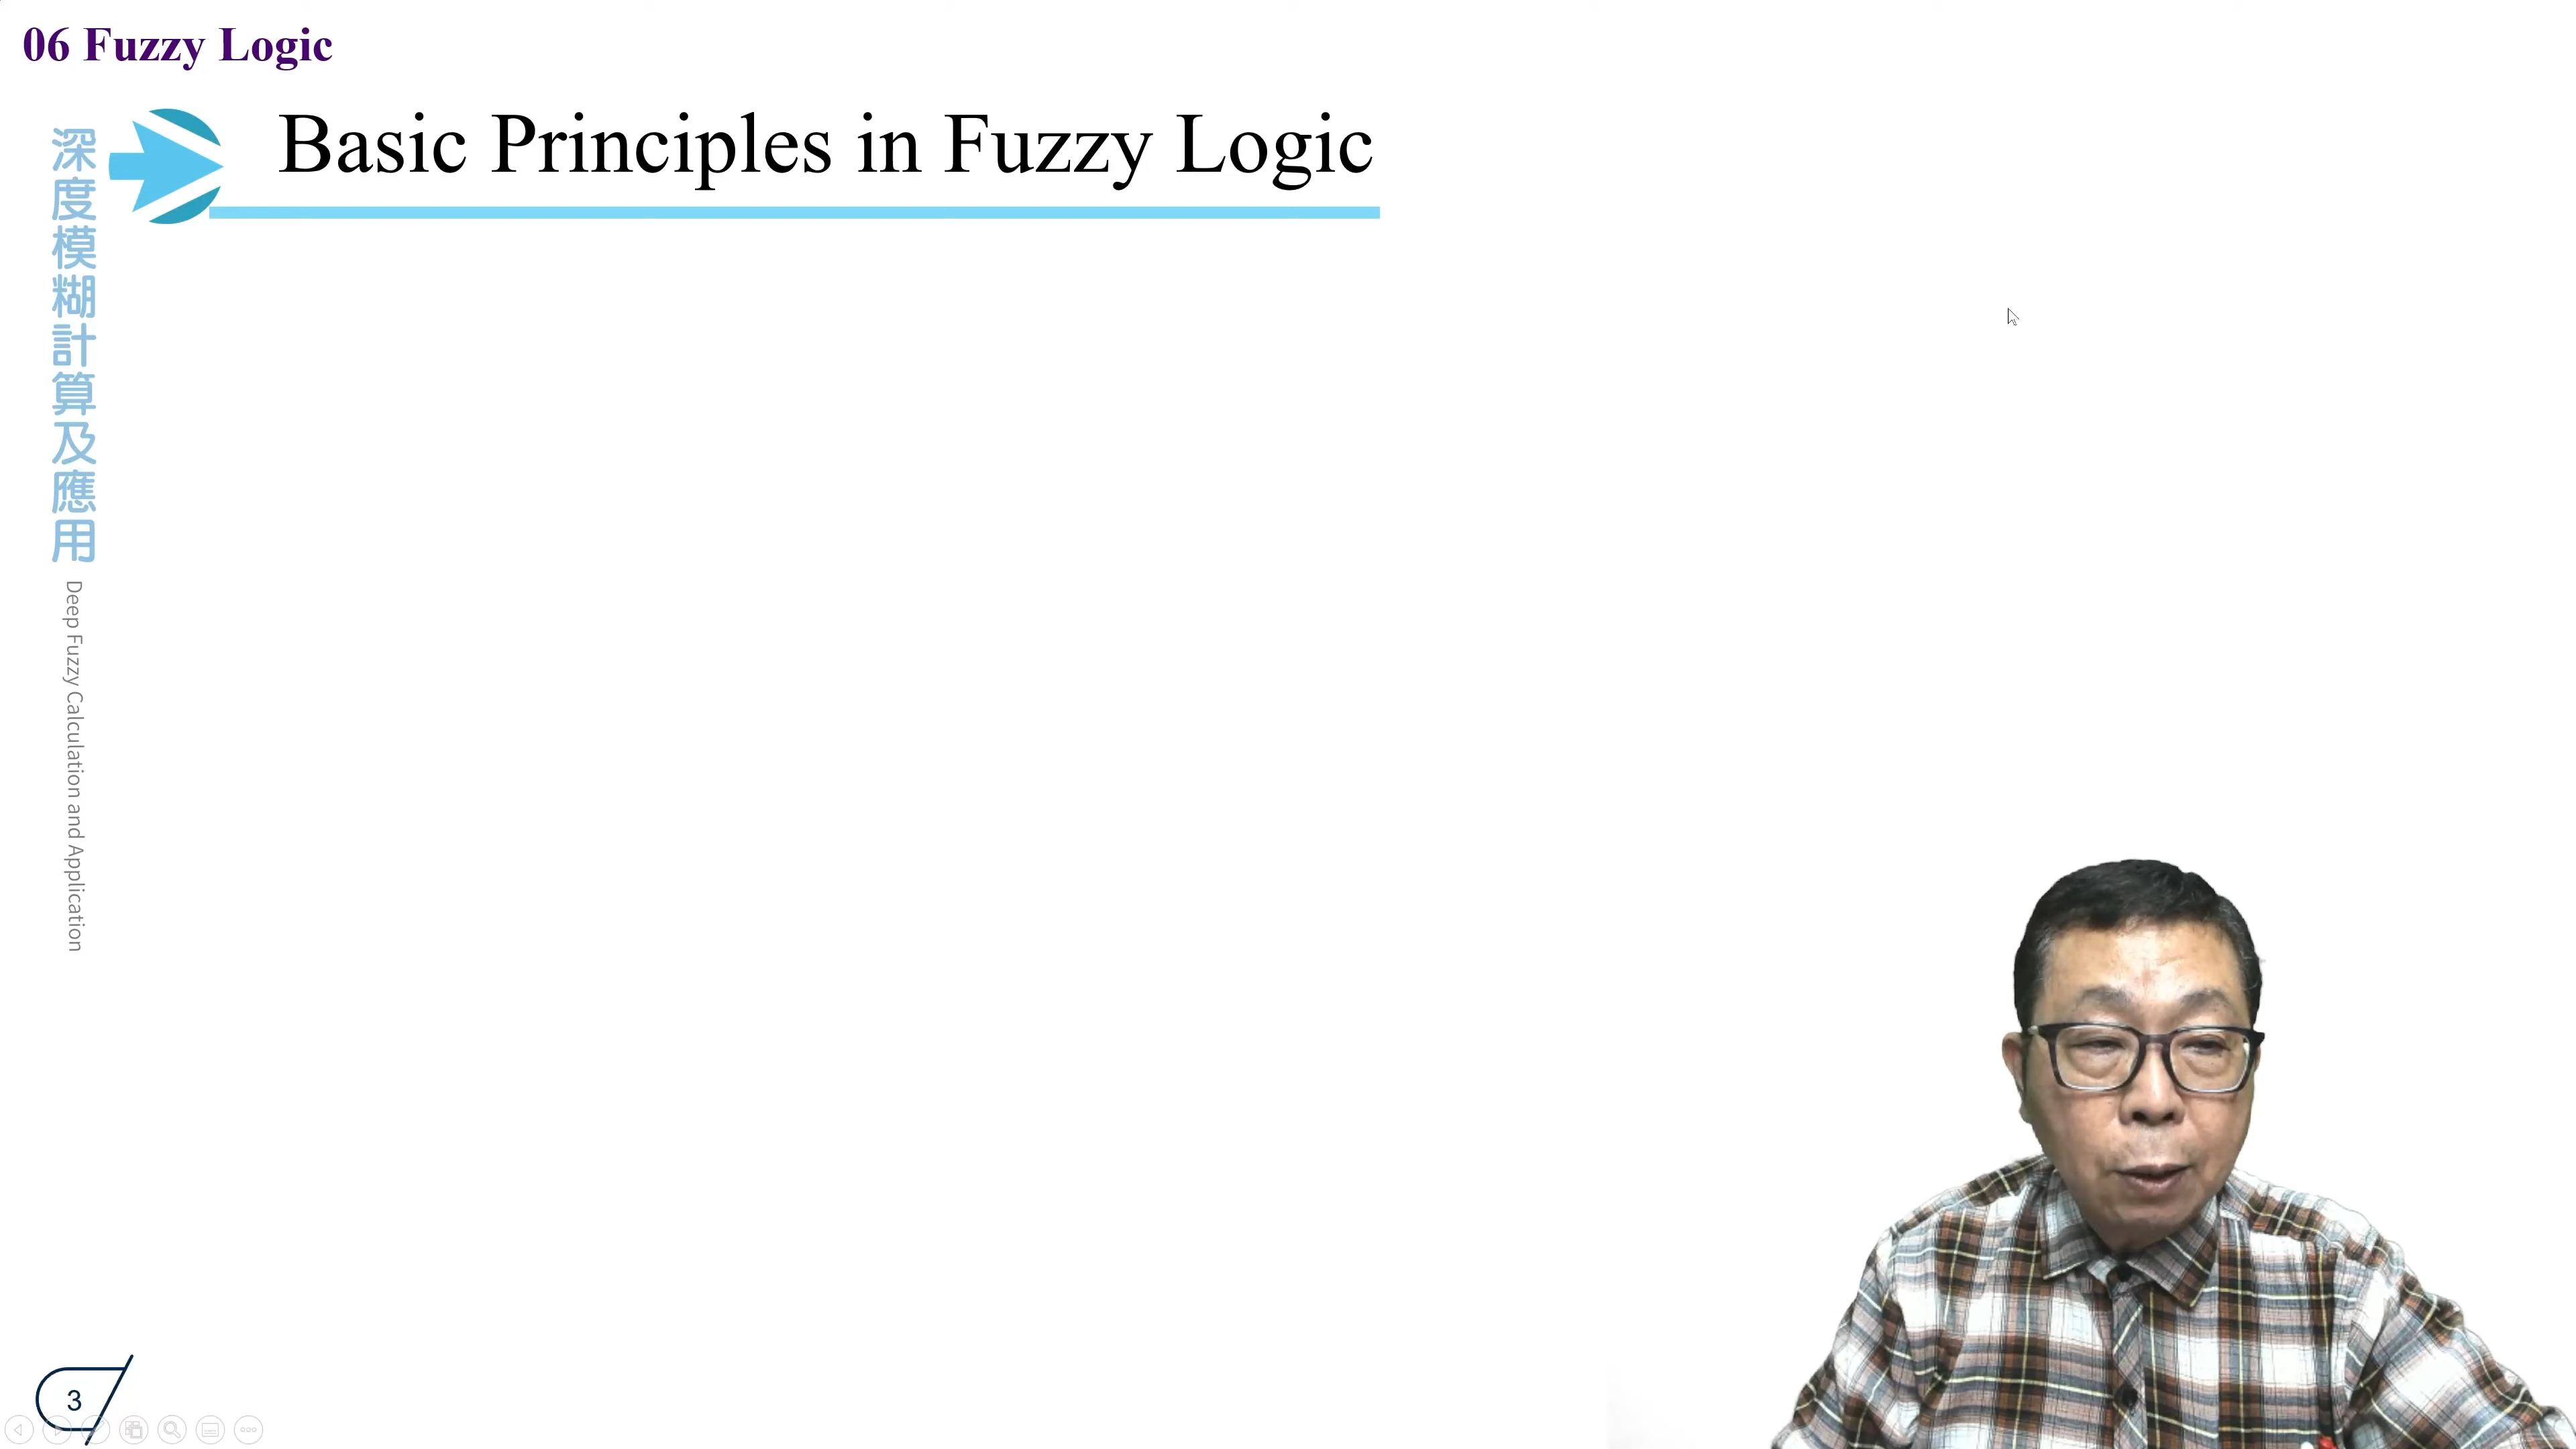 06 Fuzzy Logic
Basic Principles in Fuzzy Logic
深度模糊計算及應用
Deep Fuzzy Calculation and Application
3